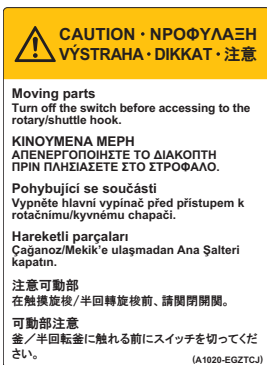 CAUTION・ΝΡΟΦΥΛΑΞΗ
VÝSTRAHA・DIKKAT・注意
Moving parts
Turn off the switch before accessing to the
rotary/shuttle hook.
ΚΙΝΟΥΜΕΝΑ ΜΕΡΗ
ΑΠΕΝΕΡΓΟΠΟΙΗΣΤΕ ΤΟ ΔΙΑΚΟΠΤΗ
ΠΡΙΝ ΠΛΗΣΙΑΣΕΤΕ ΣΤΟ ΣΤΡΟΦΑΛΟ.
Pohybující se součásti
Vypněte hlavní vypínač před přístupem k
rotačnímu/kyvnému chapači.
Hareketli parçaları
Çağanoz/Mekik’e ulaşmadan Ana Şalteri
kapatın.
注意可動部
在触摸旋梭/半回轉旋梭前、請関閉開関。
可動部注意
釜／半回転釜に触れる前にスイッチを切ってくだ
さい。
(A1020-EGZTCJ)